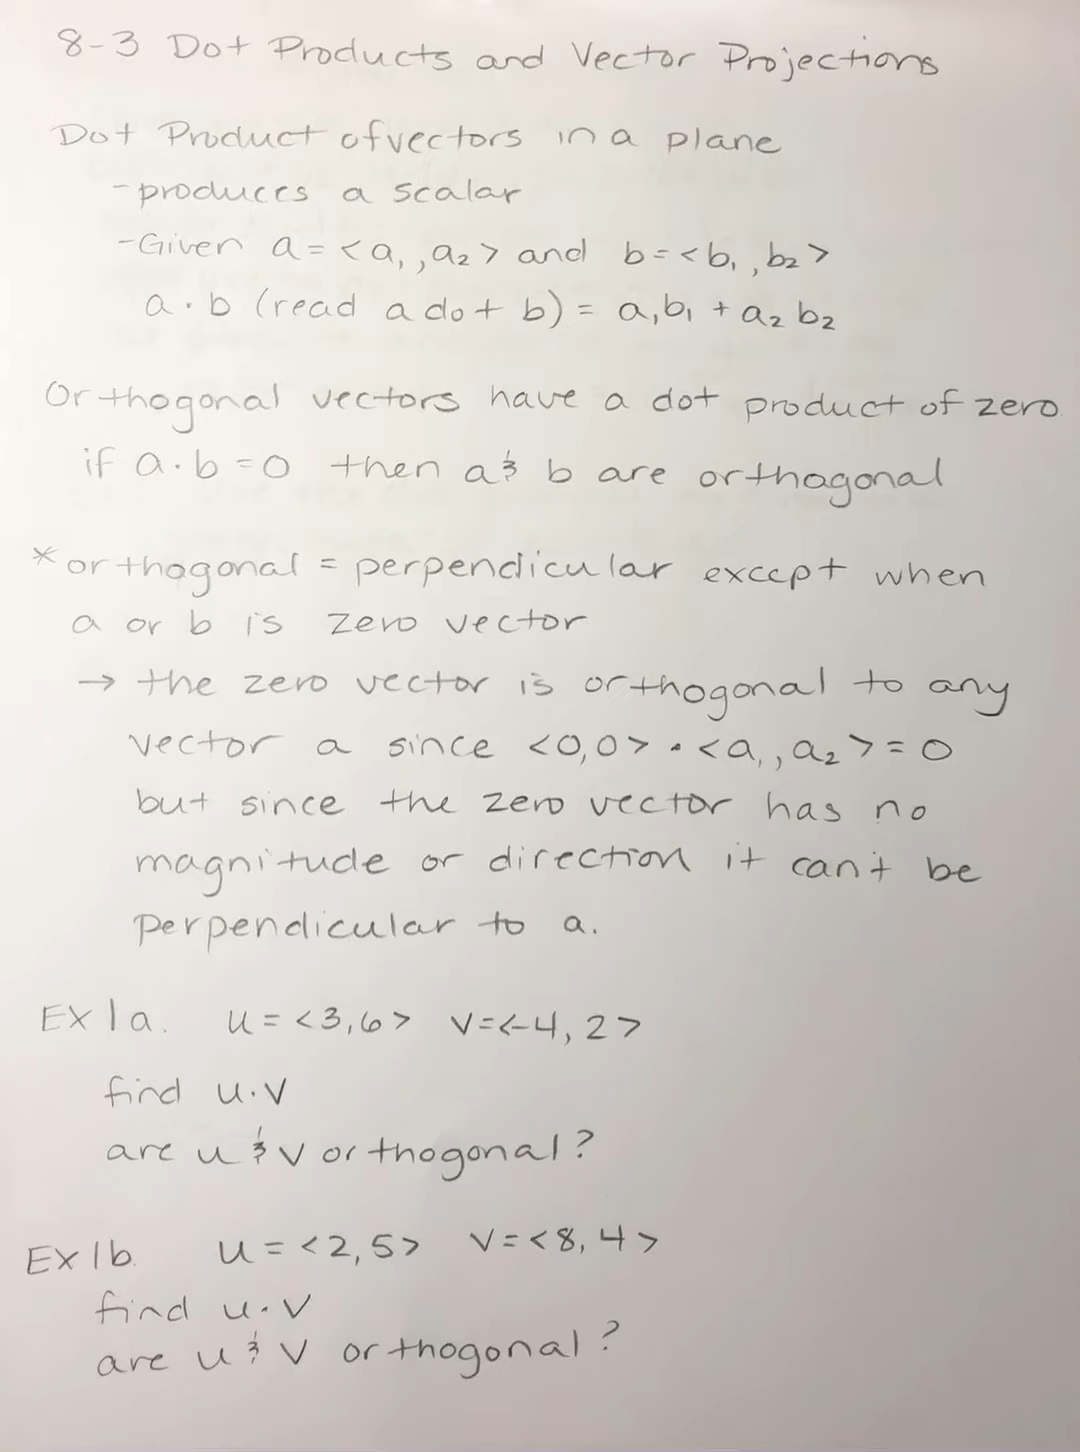 8-3 Dot Products and Vector Projections
Dot Product of vectors in a plane
-produces a scalar
-Given a = <a₁, a₂> and b = <b₁, b₂>
a · b (read a dot b) = a₁b₁ + a₂b₂
Orthogonal vectors have a dot product of zero
if a · b = 0 then a & b are orthagonal
*orthogonal = perpendicular except when
a or b is zero vector
→ the zero vector is orthogonal to any
vector a since <0,0> · <a₁, a₂> = 0
but since the zero vector has no
magnitude or direction it can't be
perpendicular to a.
Ex 1a. u = <3,6> v = <-4, 2>
find u · v
are u & v orthogonal?
Ex 1b. u = <2,5> v = <8, 4>
find u · v
are u & v orthogonal?